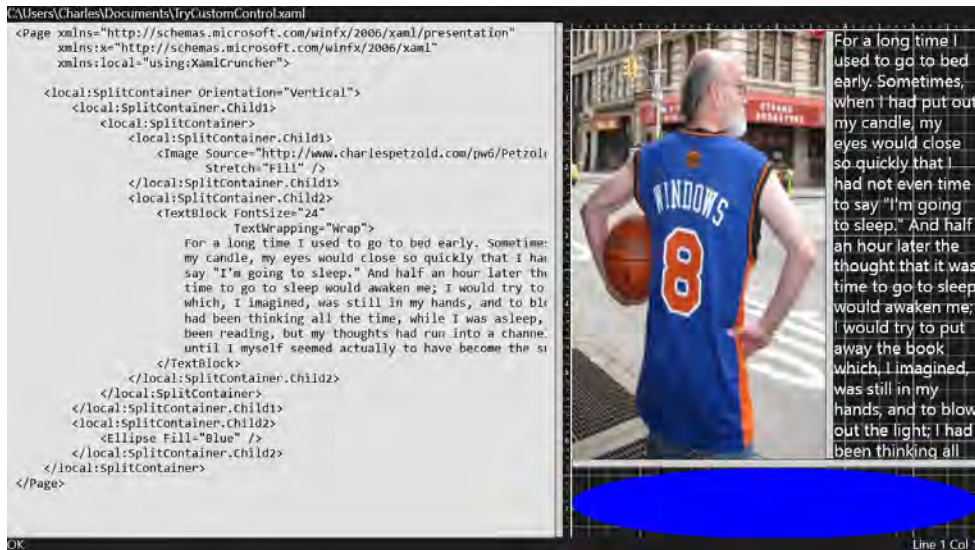 C:\Users\Charles\Documents\TryCustomControl.xaml
<Page xmlns="http://schemas.microsoft.com/winfx/2006/xaml/presentation"
xmlns:x="http://schemas.microsoft.com/winfx/2006/xaml"
xmlns:local="using:XamlCruncher">
<local:SplitContainer Orientation="Vertical">
<local:SplitContainer.Child1>
<local:SplitContainer>
<local:SplitContainer.Child1>
<Image Source="http://www.charlespetzold.com/pw6/Petzol
Stretch="Fill" />
</local:SplitContainer.Child1>
<local:SplitContainer.Child2>
<TextBlock FontSize="24"
TextWrapping="Wrap">
For a long time I used to go to bed early. Sometimes
my candle, my eyes would close so quickly that I ha
say "I'm going to sleep." And half an hour later the
time to go to sleep would awaken me; I would try to
which, I imagined, was still in my hands, and to blo
had been thinking all the time, while I was asleep,
been reading, but my thoughts had run into a channe
until I myself seemed actually to have become the
</TextBlock>
</local:SplitContainer.Child2>
</local:SplitContainer>
</local:SplitContainer.Child1>
<local:SplitContainer.Child2>
<Ellipse Fill="Blue" />
</local:SplitContainer.Child2>
</local:SplitContainer>
</Page>
STRAND
WINDOWS
8
For a long time I
used to go to bed
early. Sometimes,
when I had put out
my candle, my
eyes would close
so quickly that I
had not even time
to say "I'm going
to sleep." And half
an hour later the
thought that it was
time to go to sleep
would awaken me;
I would try to put
away the book
which, I imagined,
was still in my
hands, and to blow
out the light; I had
been thinking all
OK
Line 1 Col